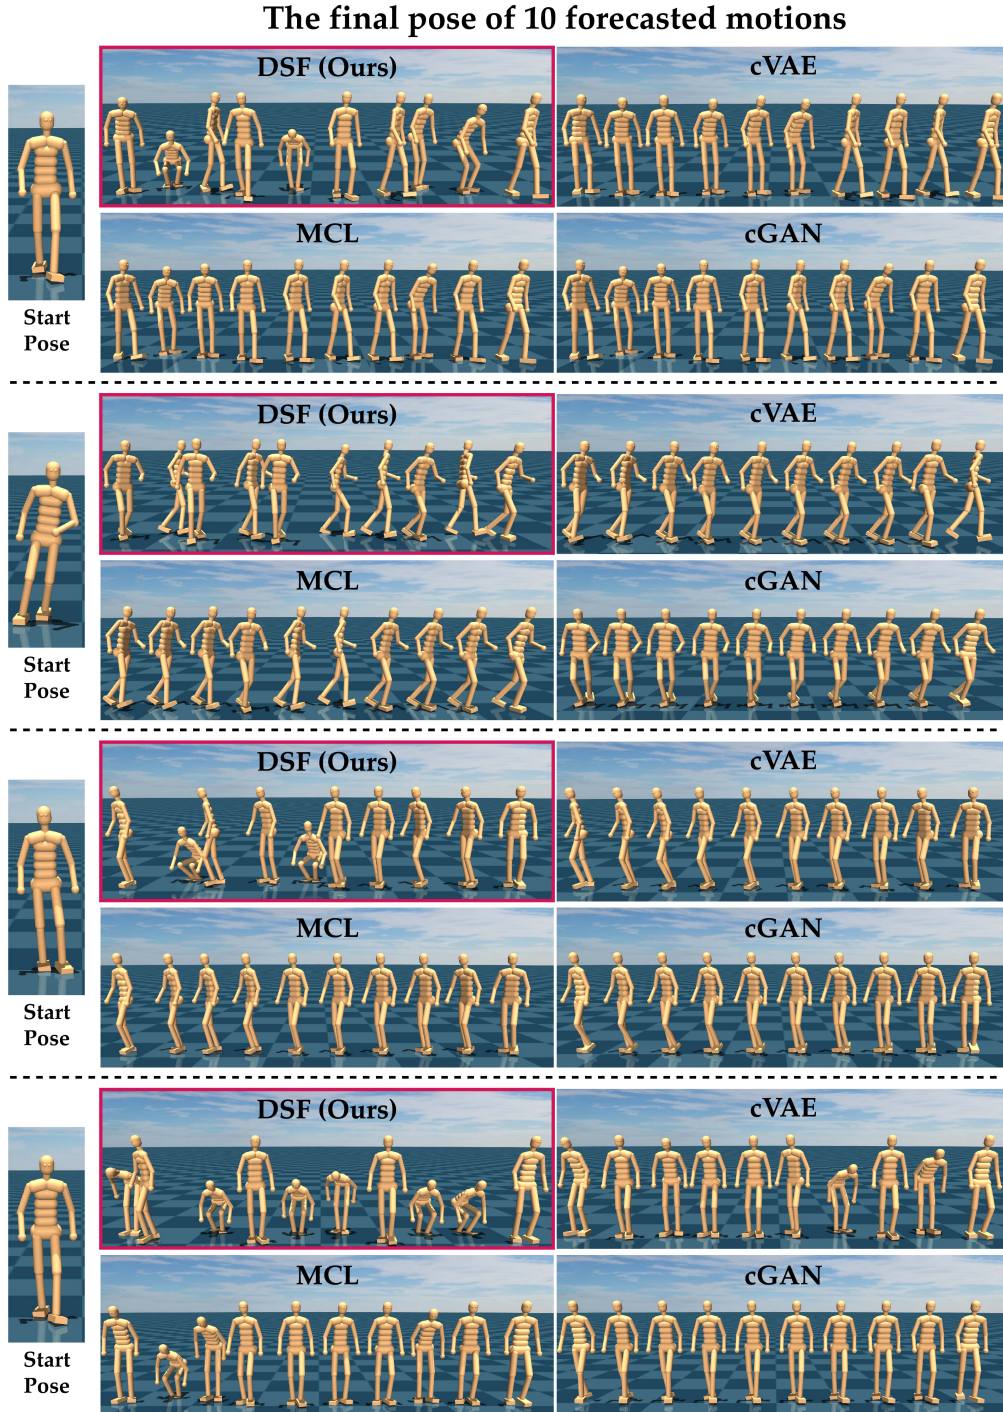 The final pose of 10 forecasted motions
DSF (Ours)
cVAE
MCL
cGAN
Start
Pose
DSF (Ours)
cVAE
MCL
cGAN
Start
Pose
DSF (Ours)
cVAE
MCL
cGAN
Start
Pose
DSF (Ours)
cVAE
MCL
cGAN
Start
Pose